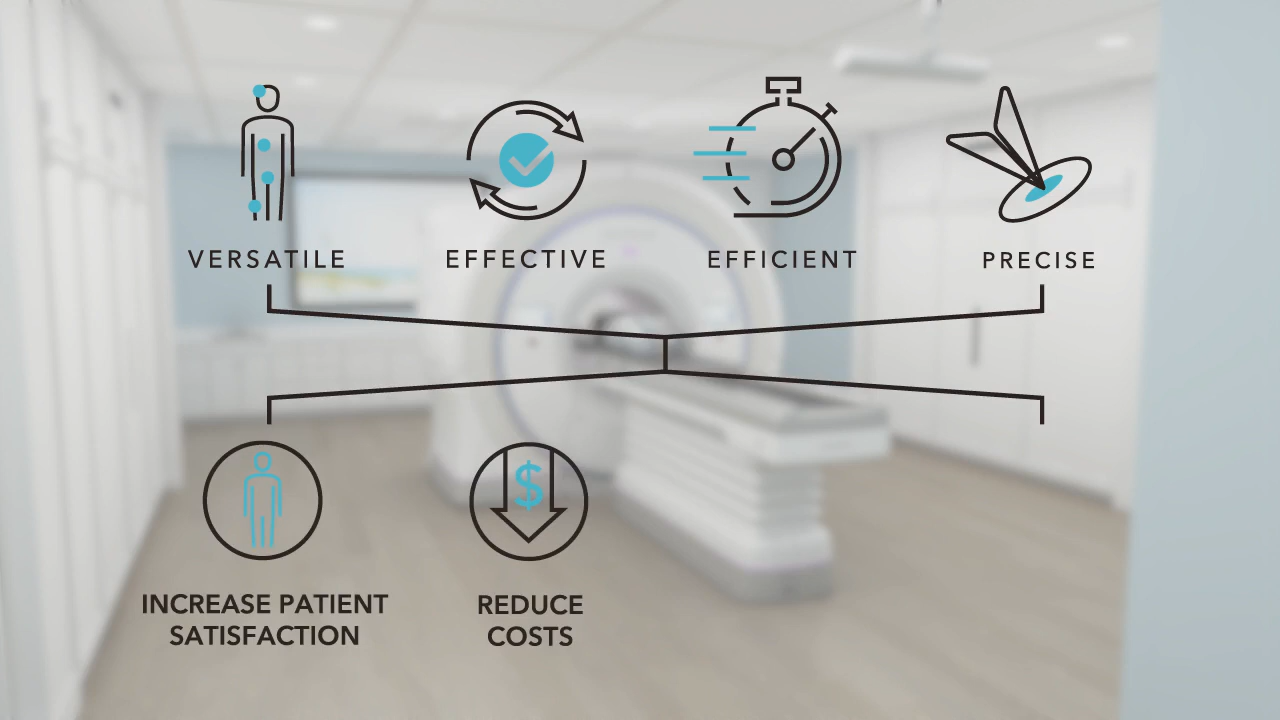 VERSATILE
EFFECTIVE
EFFICIENT
PRECISE
$
INCREASE PATIENT
SATISFACTION
REDUCE
COSTS